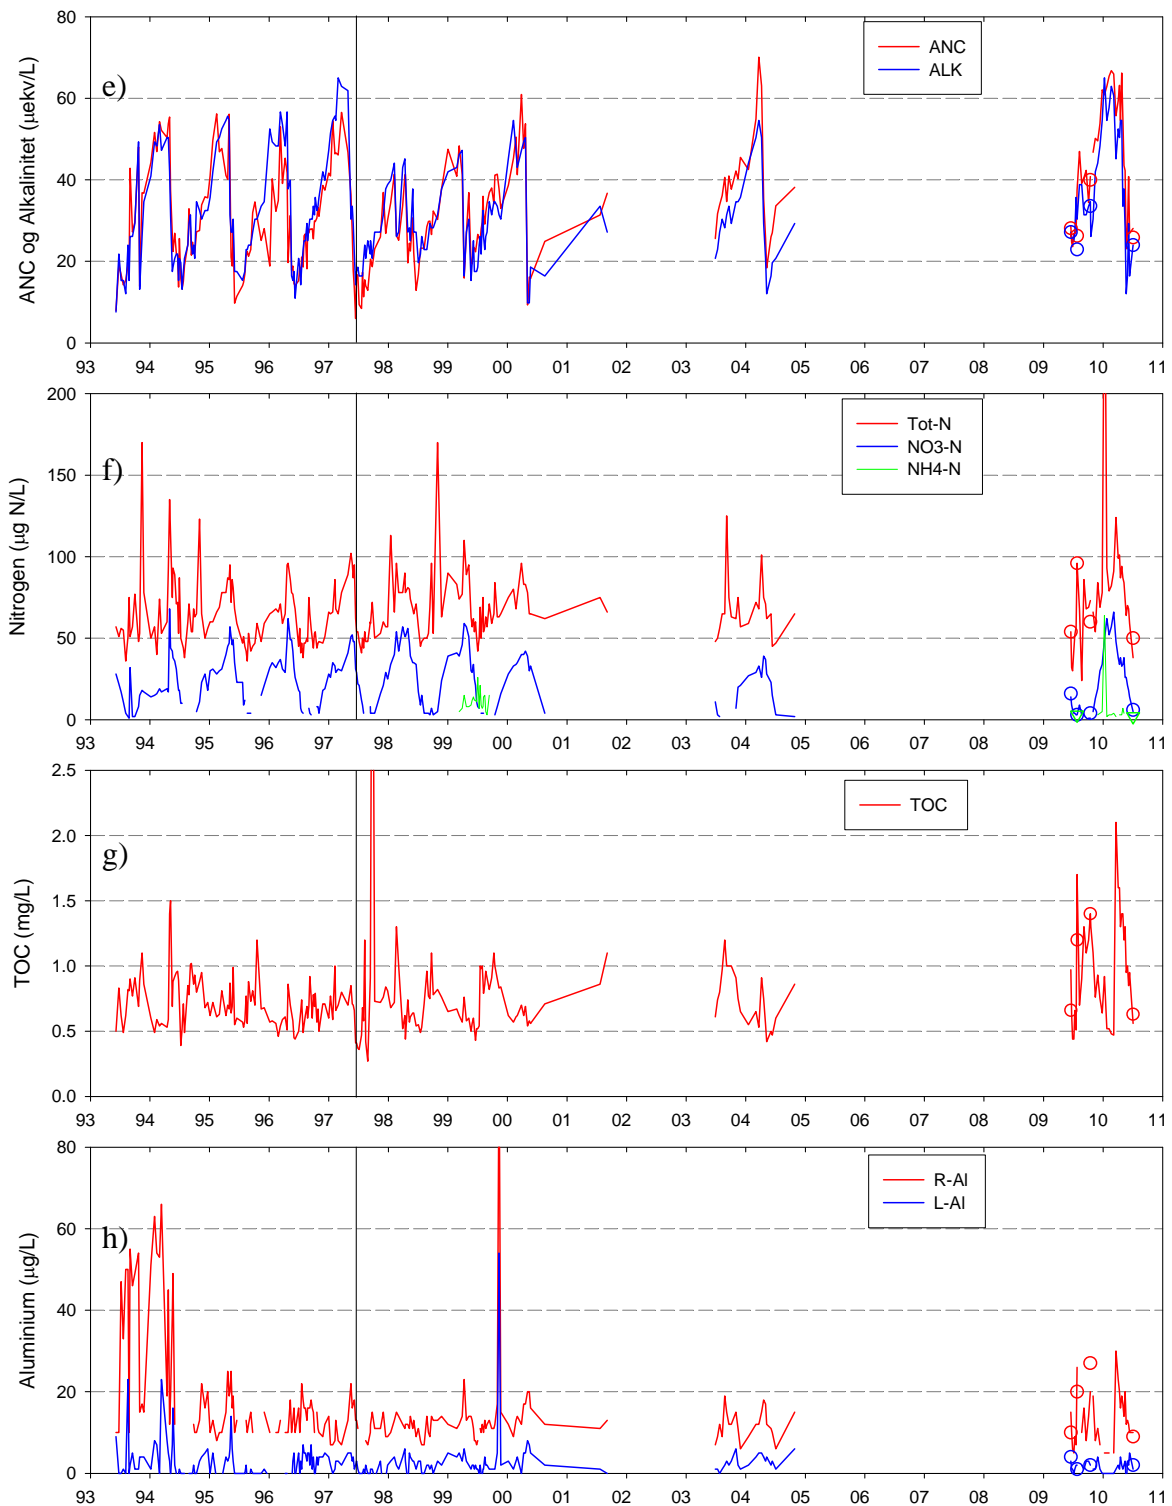 80
60
40
20
0
ANC og Alkalinitet (µekv/L)
e)
ANC
ALK
93 94 95 96 97 98 99 00 01 02 03 04 05 06 07 08 09 10 11
200
150
100
50
0
Nitrogen (µg N/L)
f)
Tot-N
NO3-N
NH4-N
93 94 95 96 97 98 99 00 01 02 03 04 05 06 07 08 09 10 11
2.5
2.0
1.5
1.0
0.5
0.0
TOC (mg/L)
g)
TOC
93 94 95 96 97 98 99 00 01 02 03 04 05 06 07 08 09 10 11
80
60
40
20
0
Aluminium (µg/L)
h)
R-Al
L-Al
93 94 95 96 97 98 99 00 01 02 03 04 05 06 07 08 09 10 11